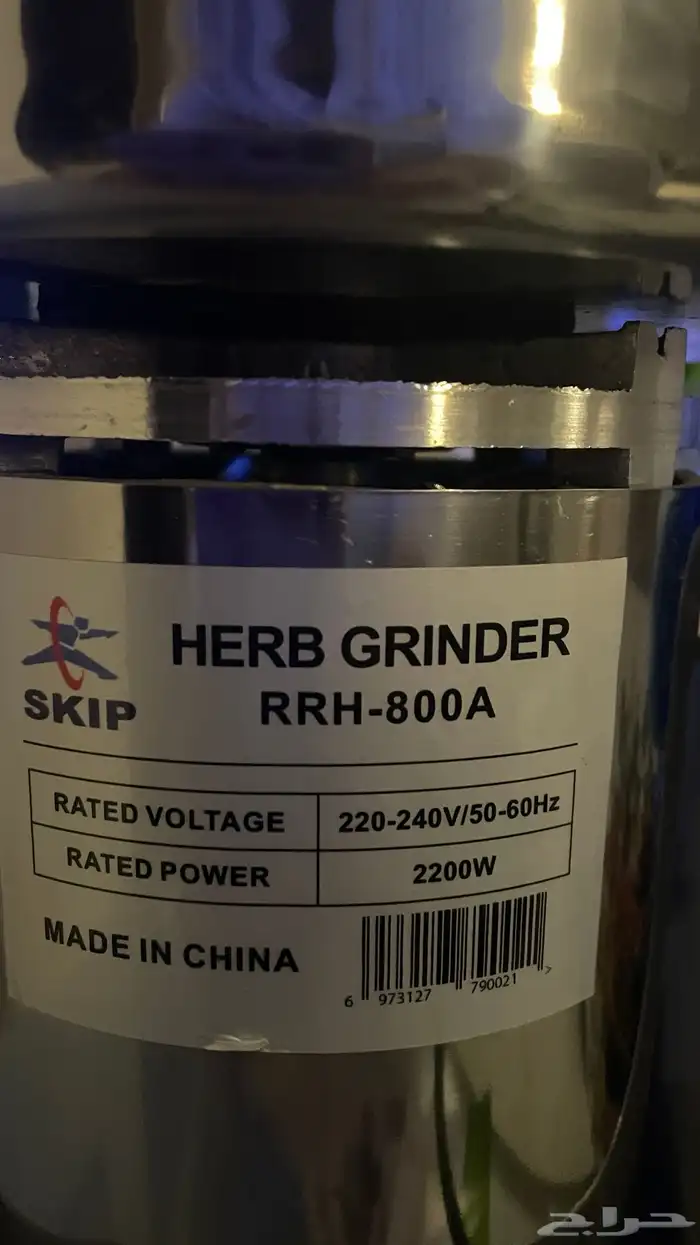 HERB GRINDER
SKIP
RRH-800A
RATED VOLTAGE 220-240V/50-60Hz
RATED POWER 2200W
MADE IN CHINA
6 973127 790021 >
حراج